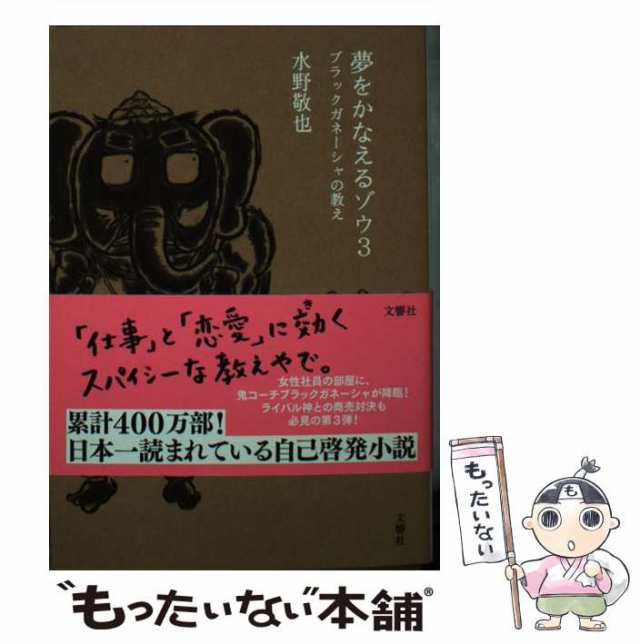 夢をかなえるゾウ3
ブラックガネーシャの教え
水野敬也
文響社
「仕事」と「恋愛」に効く
き
スパイシーな教えやで。
女性社員の部屋に、
鬼コーチブラックガネーシャが降臨!
ライバル神との商売対決も
必見の第3弾!
累計400万部!
日本一読まれている自己啓発小説
文響社
も
もったいない
"もったいない本舗®